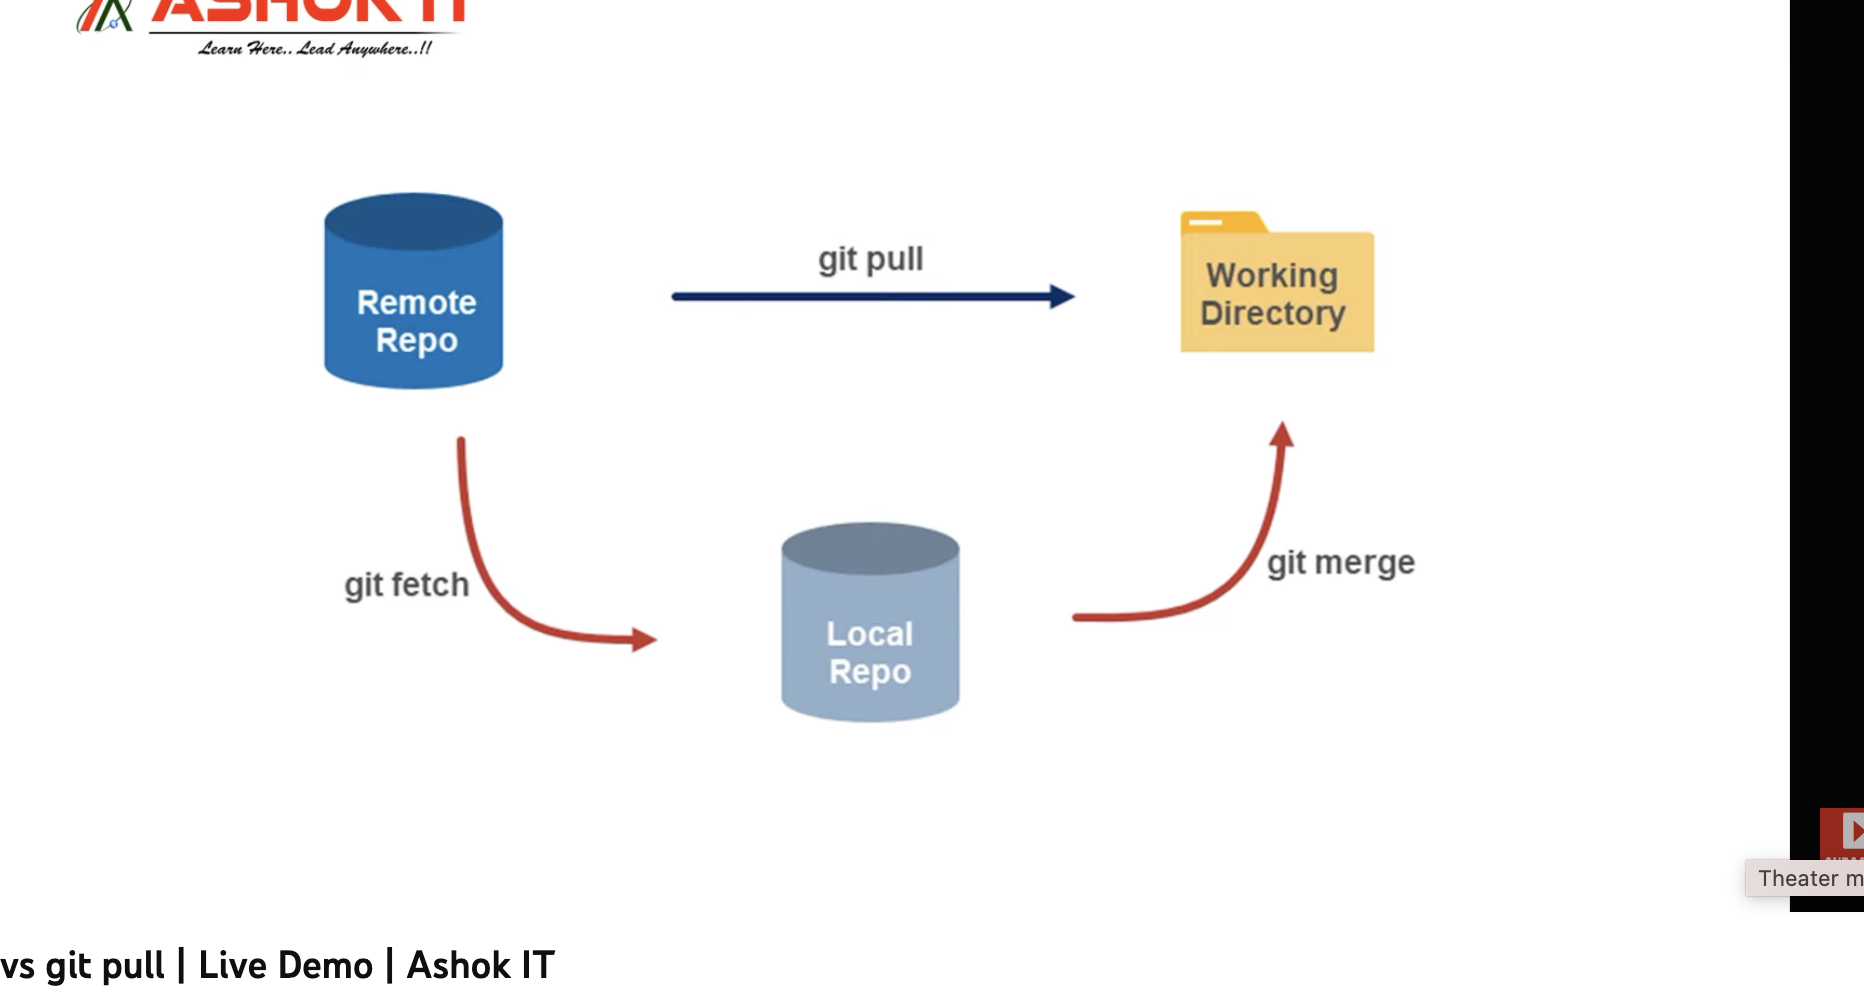 ASHOK IT
Learn Here.. Lead Anywhere..!!
git pull
Remote
Repo
Working
Directory
git fetch
git merge
Local
Repo
Theater m
vs git pull | Live Demo | Ashok IT